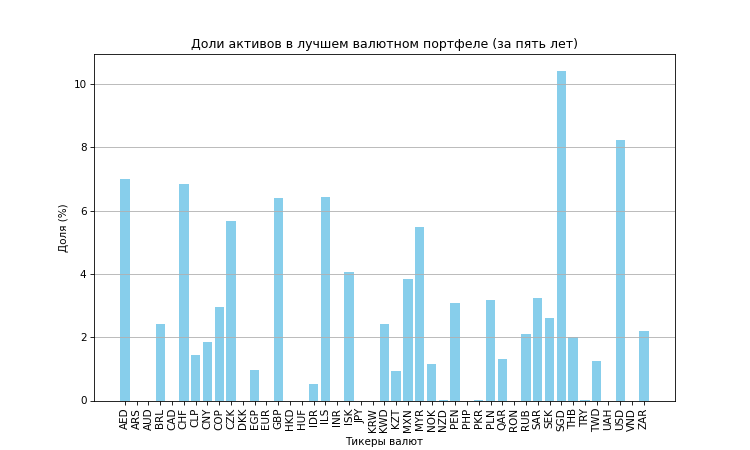 Доли активов в лучшем валютном портфеле (за пять лет)
Доля (%)
10
8
6
4
2
0
AED ARS AUD BRL CAD CHF CLP CNY COP CZK DKK EGP EUR GBP HKD HUF IDR ILS INR ISK JPY KRW KWD KZT MXN MYR NOK NZD PEN PHP PKR PLN QAR RON RUB SAR SEK SGD THB TRY TWD UAH USD VND ZAR
Тикеры валют